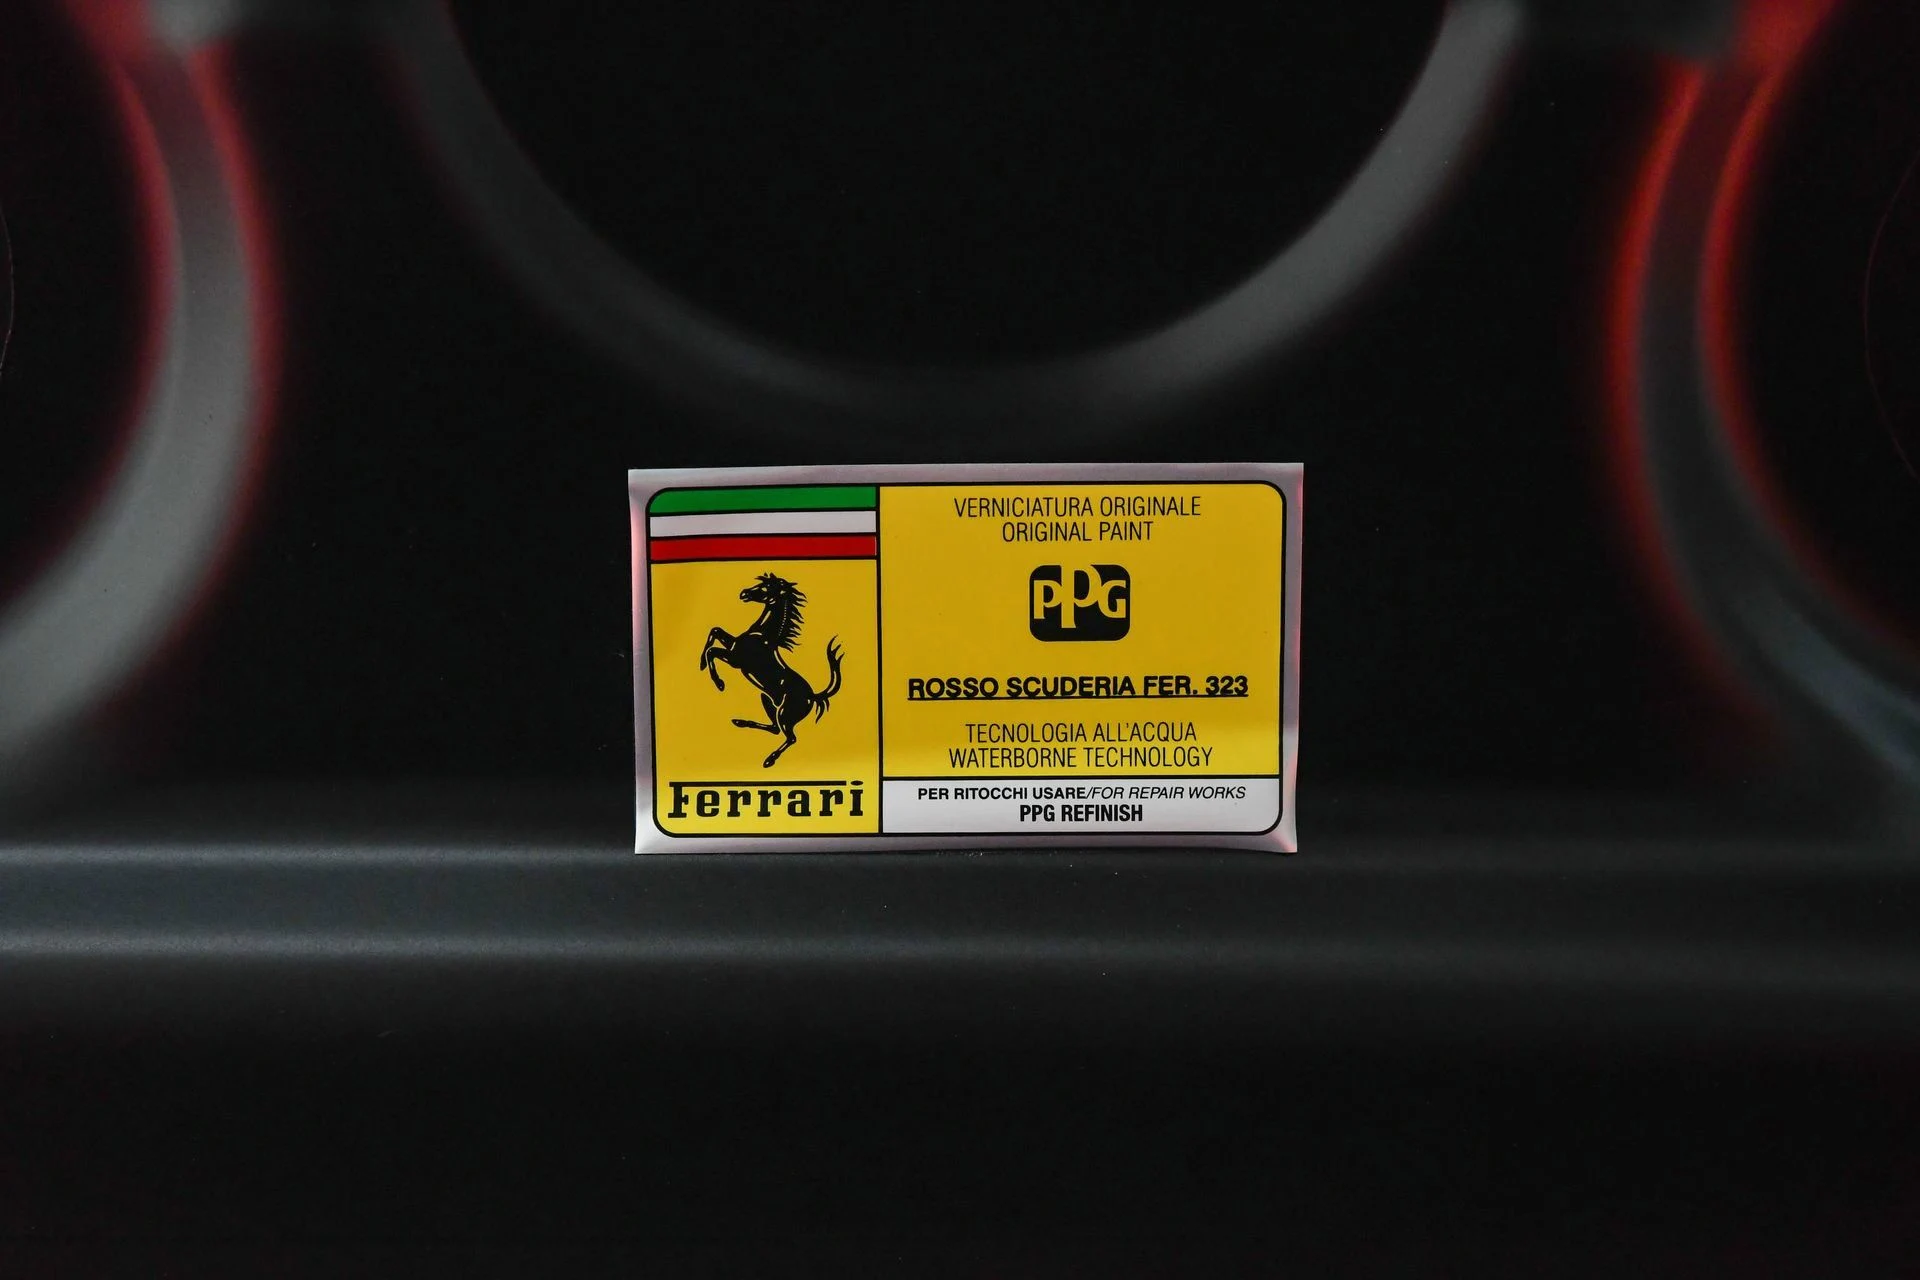 Ferrari
VERNICIATURA ORIGINALE
ORIGINAL PAINT
PPG
ROSSO SCUDERIA FER. 323
TECNOLOGIA ALL'ACQUA
WATERBORNE TECHNOLOGY
PER RITOCCHI USARE/FOR REPAIR WORKS
PPG REFINISH